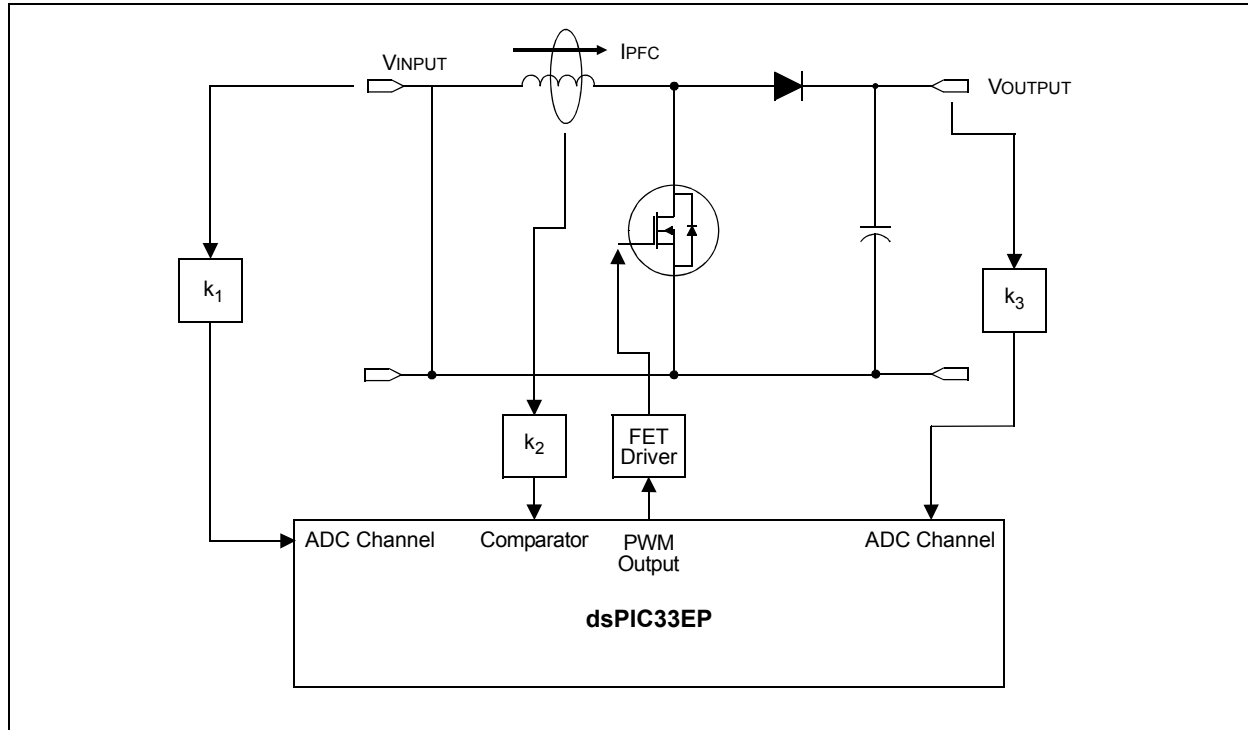 IPFC
VINPUT
VOUTPUT
k1
k3
k2
FET
Driver
ADC Channel
Comparator
PWM
Output
ADC Channel
dsPIC33EP